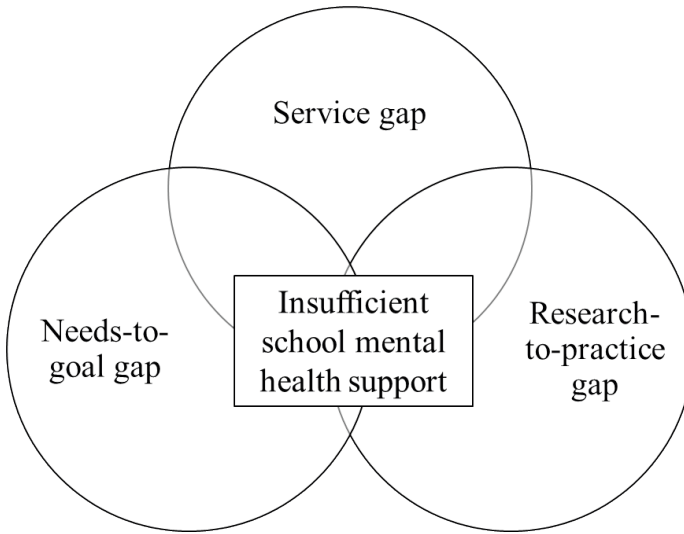 Service gap
Needs-to-
goal gap
Insufficient
school mental
health support
Research-
to-practice
gap